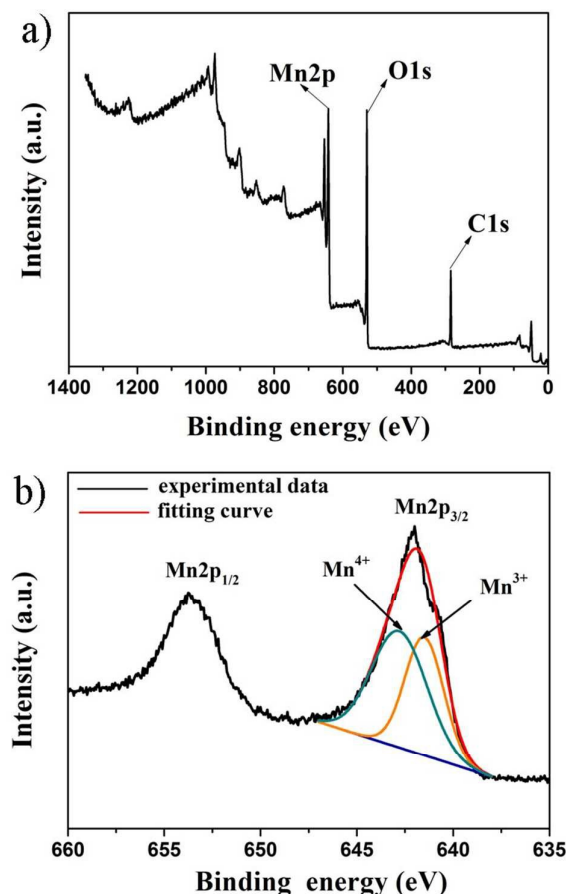 a)
Mn2p
O1s
C1s
Intensity (a.u.)
1400 1200 1000 800 600 400 200 0
Binding energy (eV)
b)
experimental data
fitting curve
Mn2p3/2
Mn2p1/2
Mn4+
Mn3+
Intensity (a.u.)
660 655 650 645 640 635
Binding energy (eV)